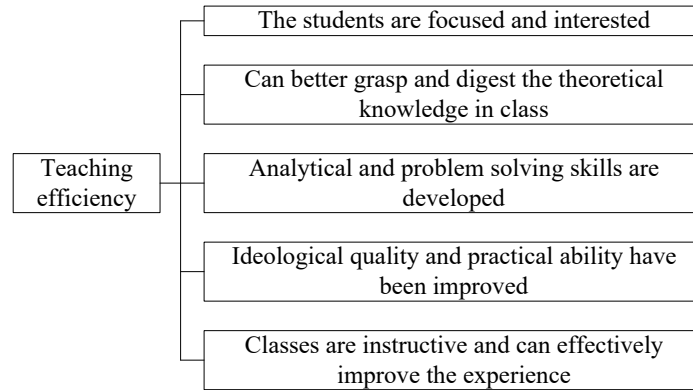 The students are focused and interested
Can better grasp and digest the theoretical
knowledge in class
Teaching
efficiency
Analytical and problem solving skills are
developed
Ideological quality and practical ability have
been improved
Classes are instructive and can effectively
improve the experience